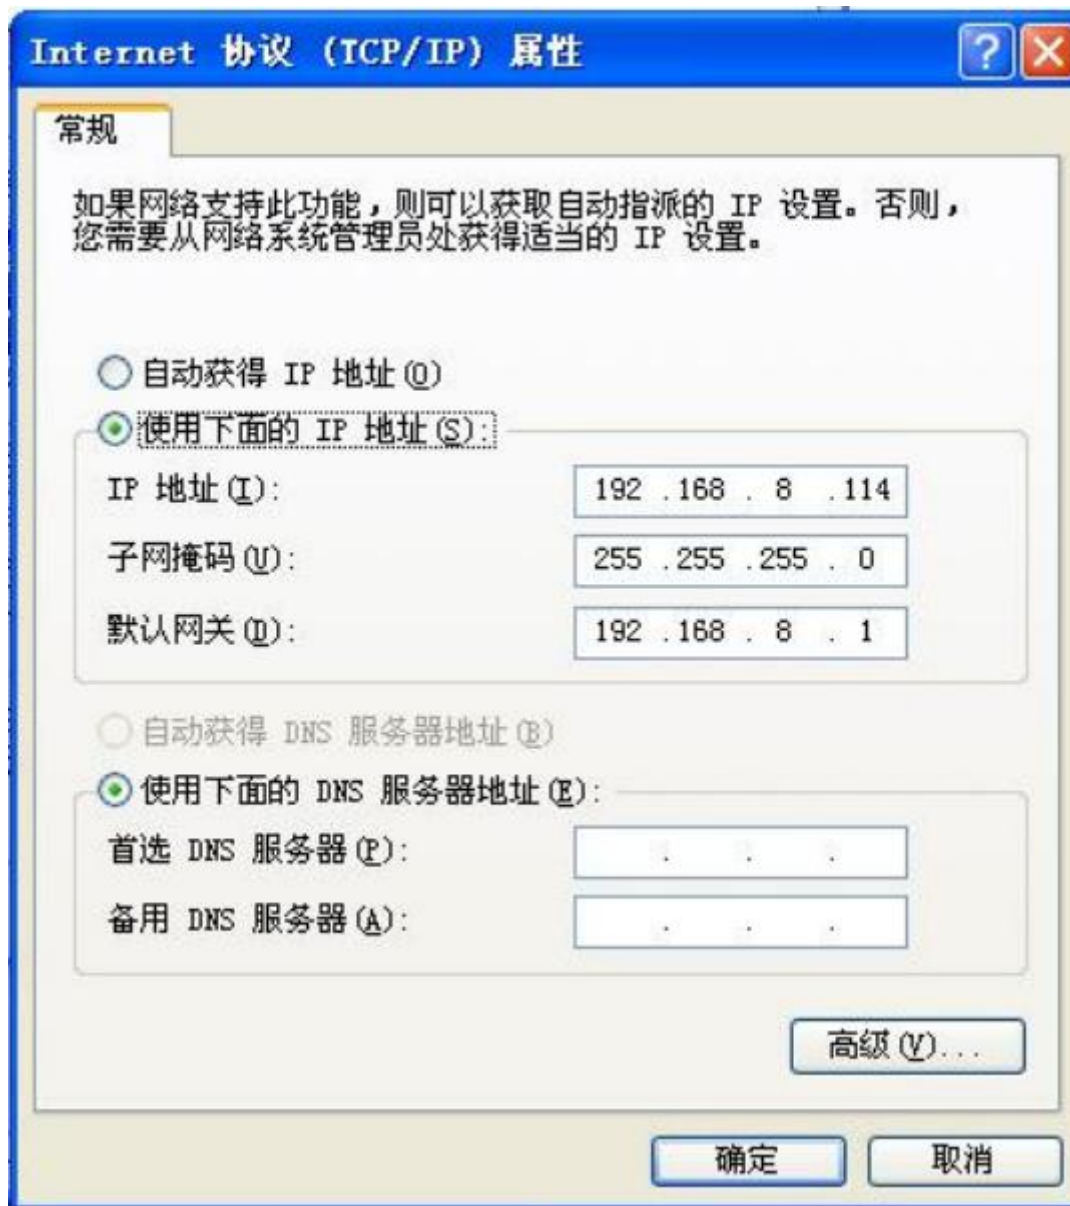 Internet 协议 (TCP/IP) 属性
常规
如果网络支持此功能，则可以获取自动指派的 IP 设置。否则，
您需要从网络系统管理员处获得适当的 IP 设置。
自动获得 IP 地址(O)
使用下面的 IP 地址(S):
IP 地址(I): 192 .168 . 8 .114
子网掩码(U): 255 .255 .255 . 0
默认网关(D): 192 .168 . 8 . 1
自动获得 DNS 服务器地址(B)
使用下面的 DNS 服务器地址(E):
首选 DNS 服务器(P): . . .
备用 DNS 服务器(A): . . .
高级(V)...
确定 取消